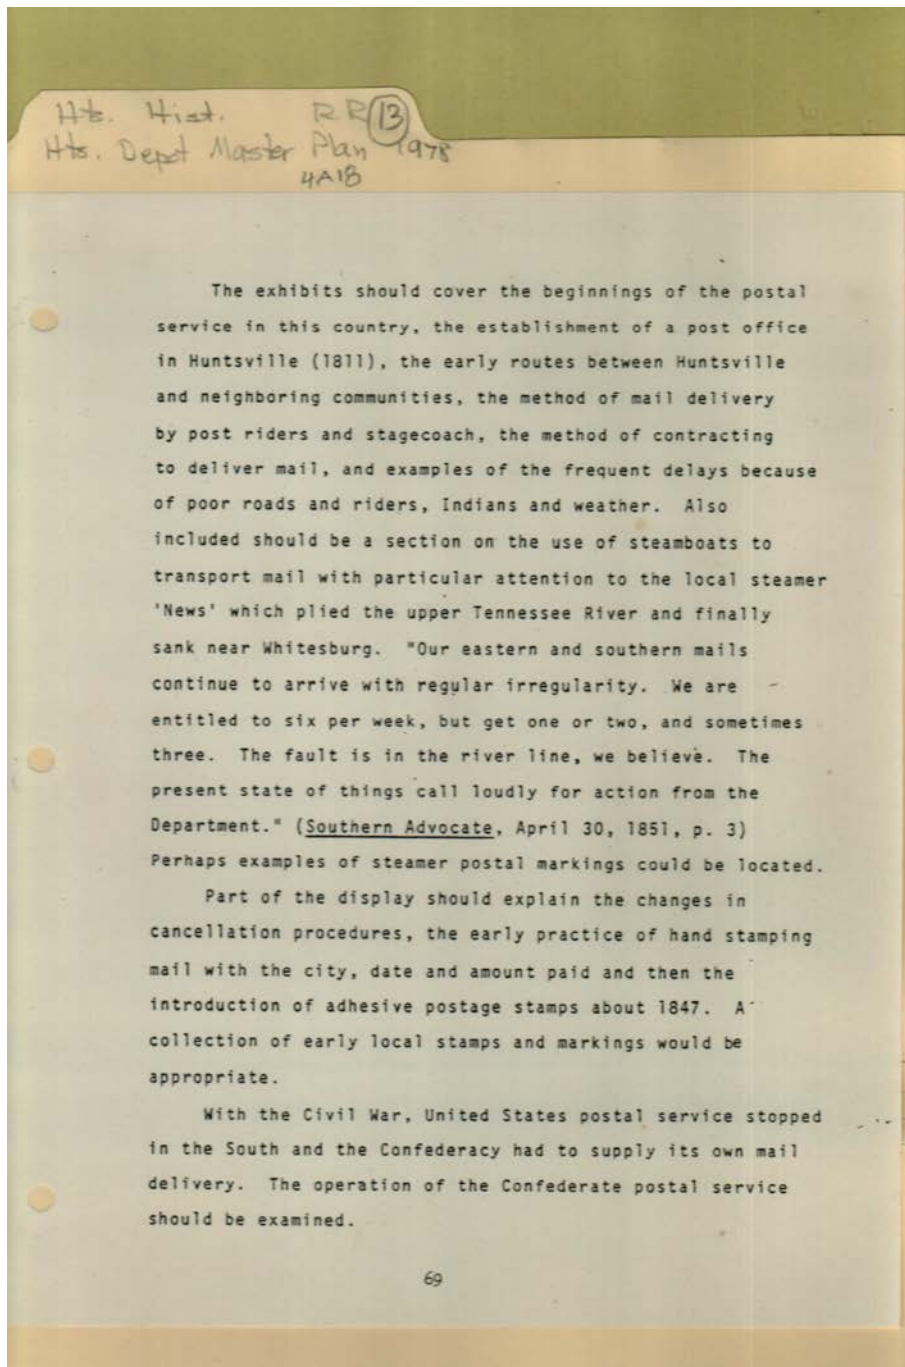 Hts. Hist. RR 13
Hts. Depot Master Plan 1978
4A1B
The exhibits should cover the beginnings of the postal
service in this country, the establishment of a post office
in Huntsville (1811), the early routes between Huntsville
and neighboring communities, the method of mail delivery
by post riders and stagecoach, the method of contracting
to deliver mail, and examples of the frequent delays because
of poor roads and riders, Indians and weather. Also
included should be a section on the use of steamboats to
transport mail with particular attention to the local steamer
'News' which plied the upper Tennessee River and finally
sank near Whitesburg. "Our eastern and southern mails
continue to arrive with regular irregularity. We are
entitled to six per week, but get one or two, and sometimes
three. The fault is in the river line, we believe. The
present state of things call loudly for action from the
Department." (Southern Advocate, April 30, 1851, p. 3)
Perhaps examples of steamer postal markings could be located.
Part of the display should explain the changes in
cancellation procedures, the early practice of hand stamping
mail with the city, date and amount paid and then the
introduction of adhesive postage stamps about 1847. A
collection of early local stamps and markings would be
appropriate.
With the Civil War, United States postal service stopped
in the South and the Confederacy had to supply its own mail
delivery. The operation of the Confederate postal service
should be examined.
69